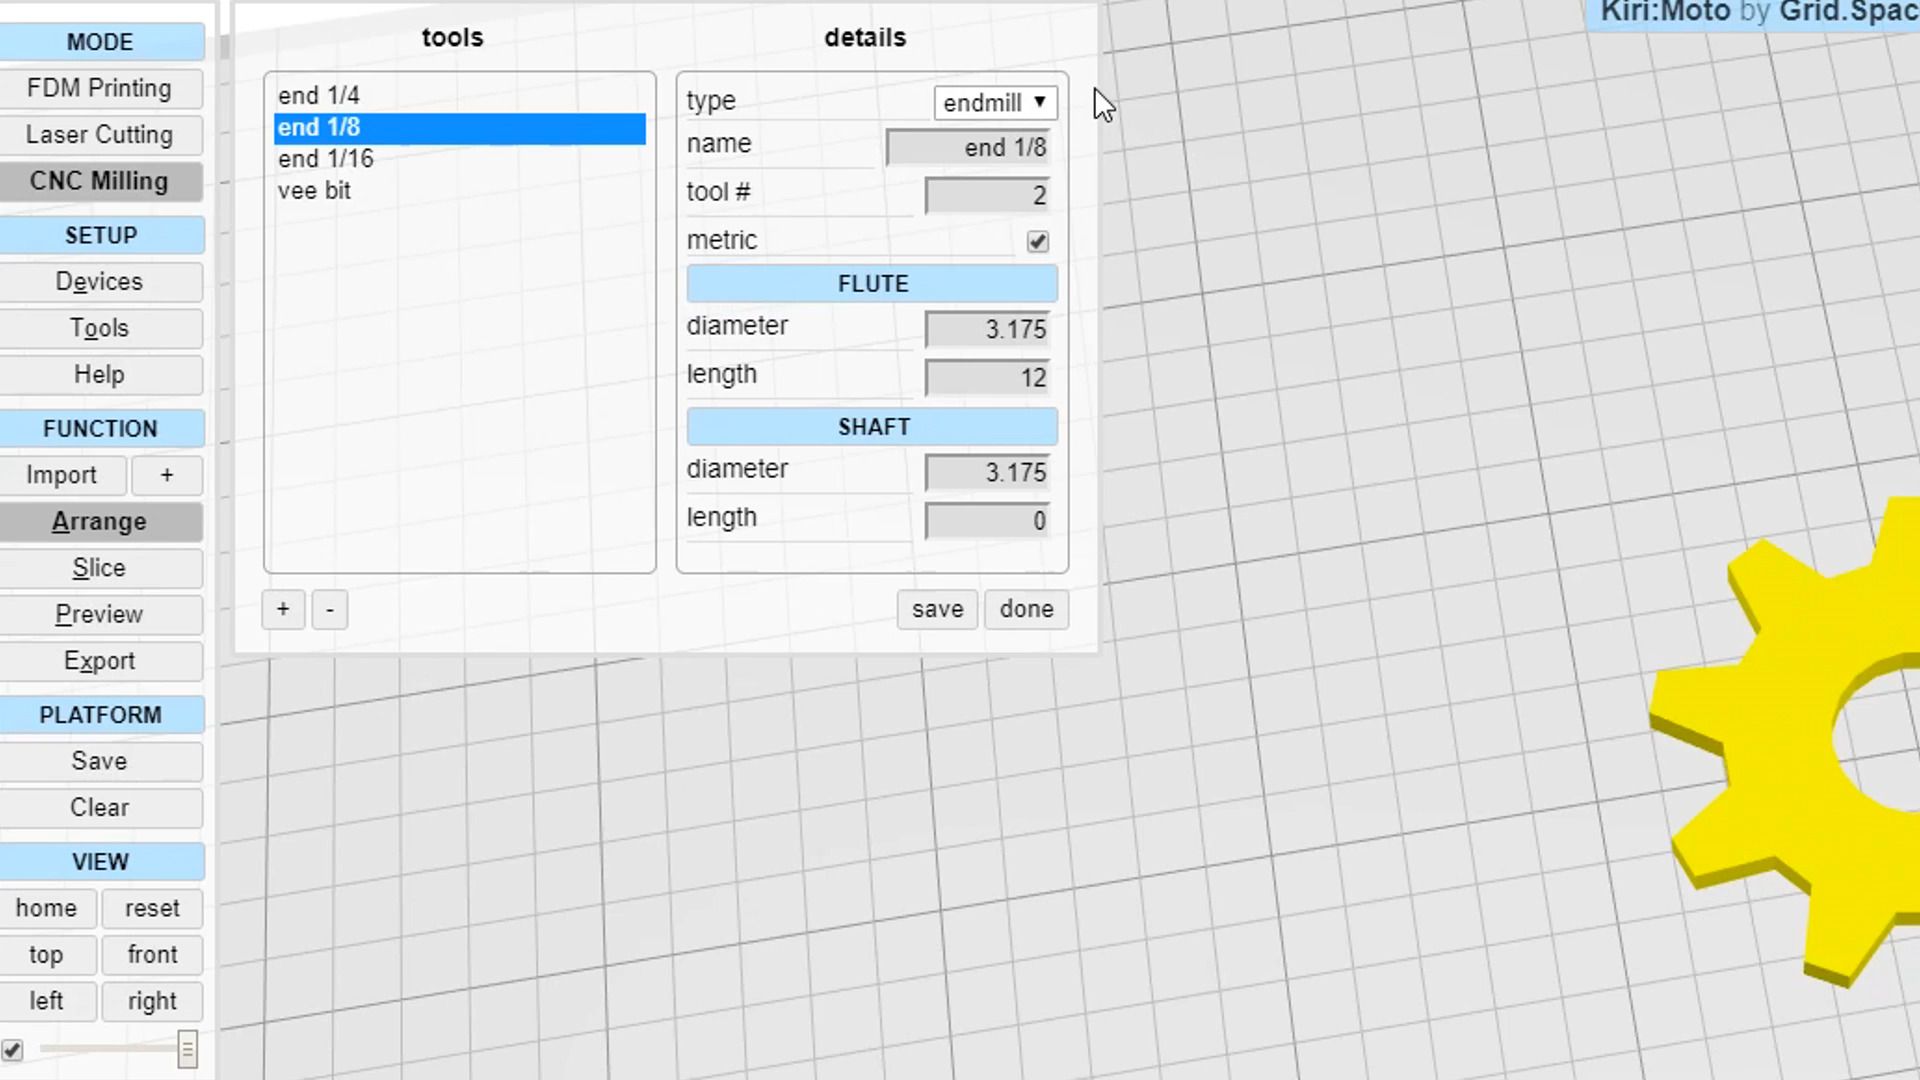 MODE
FDM Printing
Laser Cutting
CNC Milling
SETUP
Devices
Tools
Help
FUNCTION
Import +
Arrange
Slice
Preview
Export
PLATFORM
Save
Clear
VIEW
home reset
top front
left right
tools
end 1/4
end 1/8
end 1/16
vee bit
+ -
details
type endmill
name end 1/8
tool # 2
metric
FLUTE
diameter 3.175
length 12
SHAFT
diameter 3.175
length 0
save done
Kiri:Moto by Grid.Spac